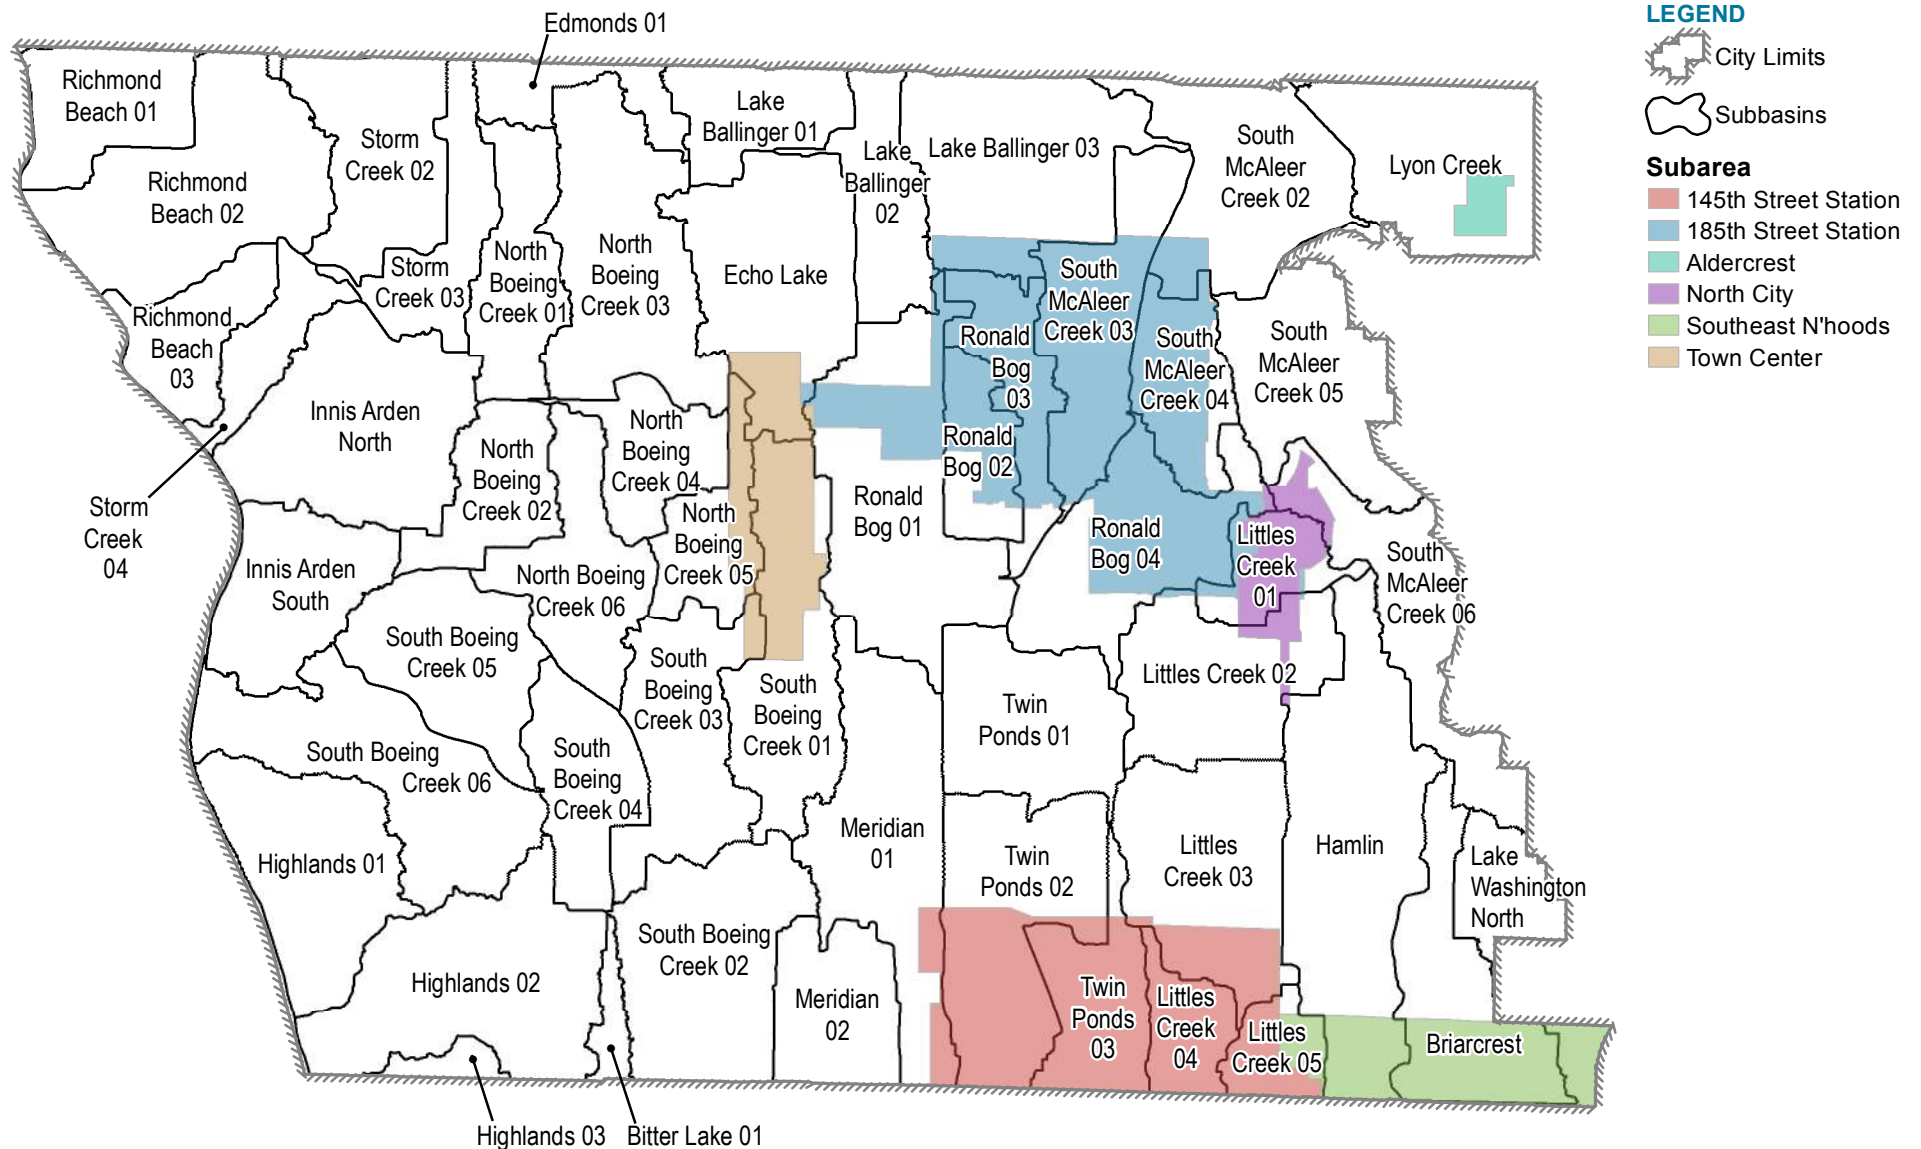 Edmonds 01
LEGEND
City Limits
Subbasins
Subarea
145th Street Station
185th Street Station
Aldercrest
North City
Southeast N'hoods
Town Center
Richmond
Beach 01
Storm
Creek 02
Lake
Ballinger 01
Lake
Ballinger
02
Lake Ballinger 03
South
McAleer
Creek 02
Lyon Creek
Richmond
Beach 02
Storm
Creek 03
North
Boeing
Creek 01
North
Boeing
Creek 03
Echo Lake
South
McAleer
Creek 03
Richmond
Beach
03
Ronald
Bog
03
South
McAleer
Creek 04
South
McAleer
Creek 05
Innis Arden
North
North
Boeing
Creek 04
North
Boeing
Creek 02
Ronald
Bog 02
Storm
Creek
04
Ronald
Bog 01
North
Boeing
Creek 05
Ronald
Bog 04
Littles
Creek
01
South
McAleer
Creek 06
Innis Arden
South
North Boeing
Creek 06
South Boeing
Creek 05
South
Boeing
Creek 03
South
Boeing
Creek 01
Twin
Ponds 01
Littles Creek 02
South Boeing
Creek 06
South
Boeing
Creek 04
Meridian
01
Highlands 01
Twin
Ponds 02
Littles
Creek 03
Hamlin
Lake
Washington
North
South Boeing
Creek 02
Highlands 02
Meridian
02
Twin
Ponds
03
Littles
Creek
04
Littles
Creek 05
Briarcrest
Highlands 03
Bitter Lake 01